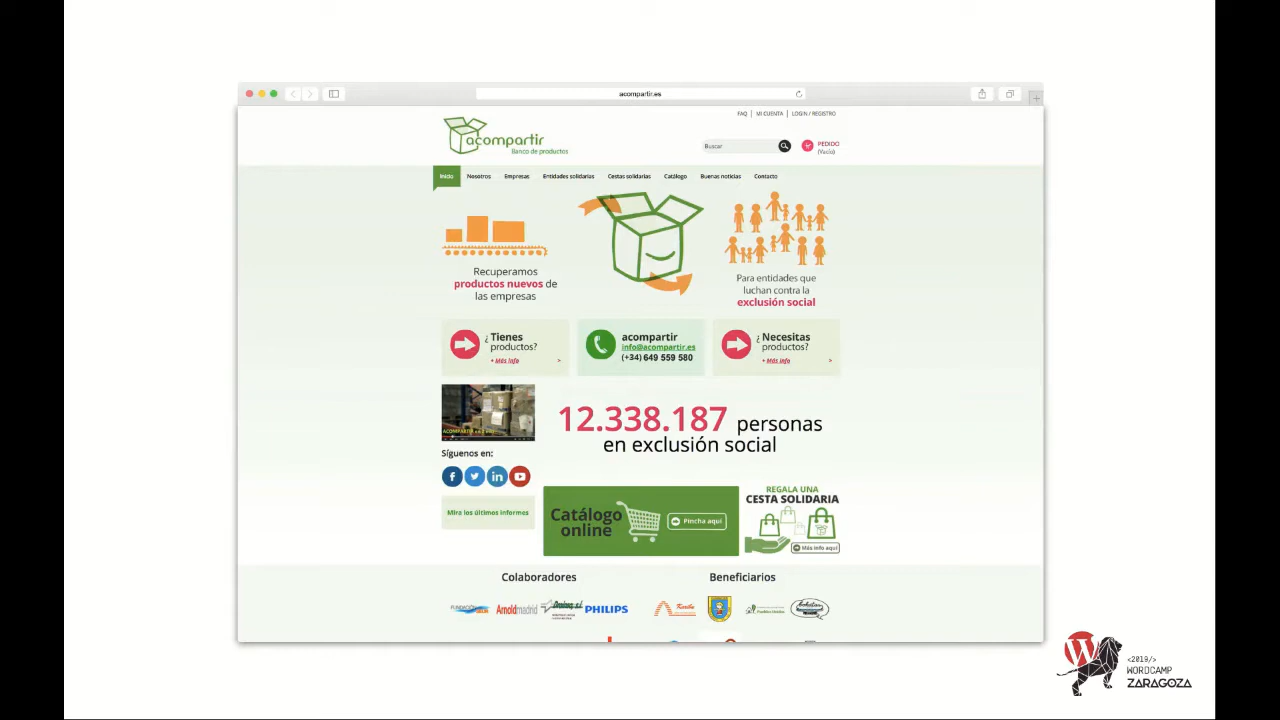 acompartir.es
FAQ | MI CUENTA | LOGIN / REGISTRO
acompartir
Banco de productos
Buscar
PEDIDO
(Vacío)
Inicio
Nosotros
Empresas
Entidades solidarias
Cestas solidarias
Catálogo
Buenas noticias
Contacto
Recuperamos
productos nuevos de
las empresas
Para entidades que
luchan contra la
exclusión social
¿ Tienes
productos?
+ Más info >
acompartir
info@acompartir.es
(+34) 649 559 580
¿ Necesitas
productos?
+ Más info >
12.338.187 personas
en exclusión social
Síguenos en:
Mira los últimos informes
Catálogo
online
Pincha aquí
REGALA UNA
CESTA SOLIDARIA
Más info aquí
Colaboradores
Beneficiarios
FUNDACIÓN
Arnoldmadrid
PHILIPS
<2019/>
WORDCAMP
ZARAGOZA